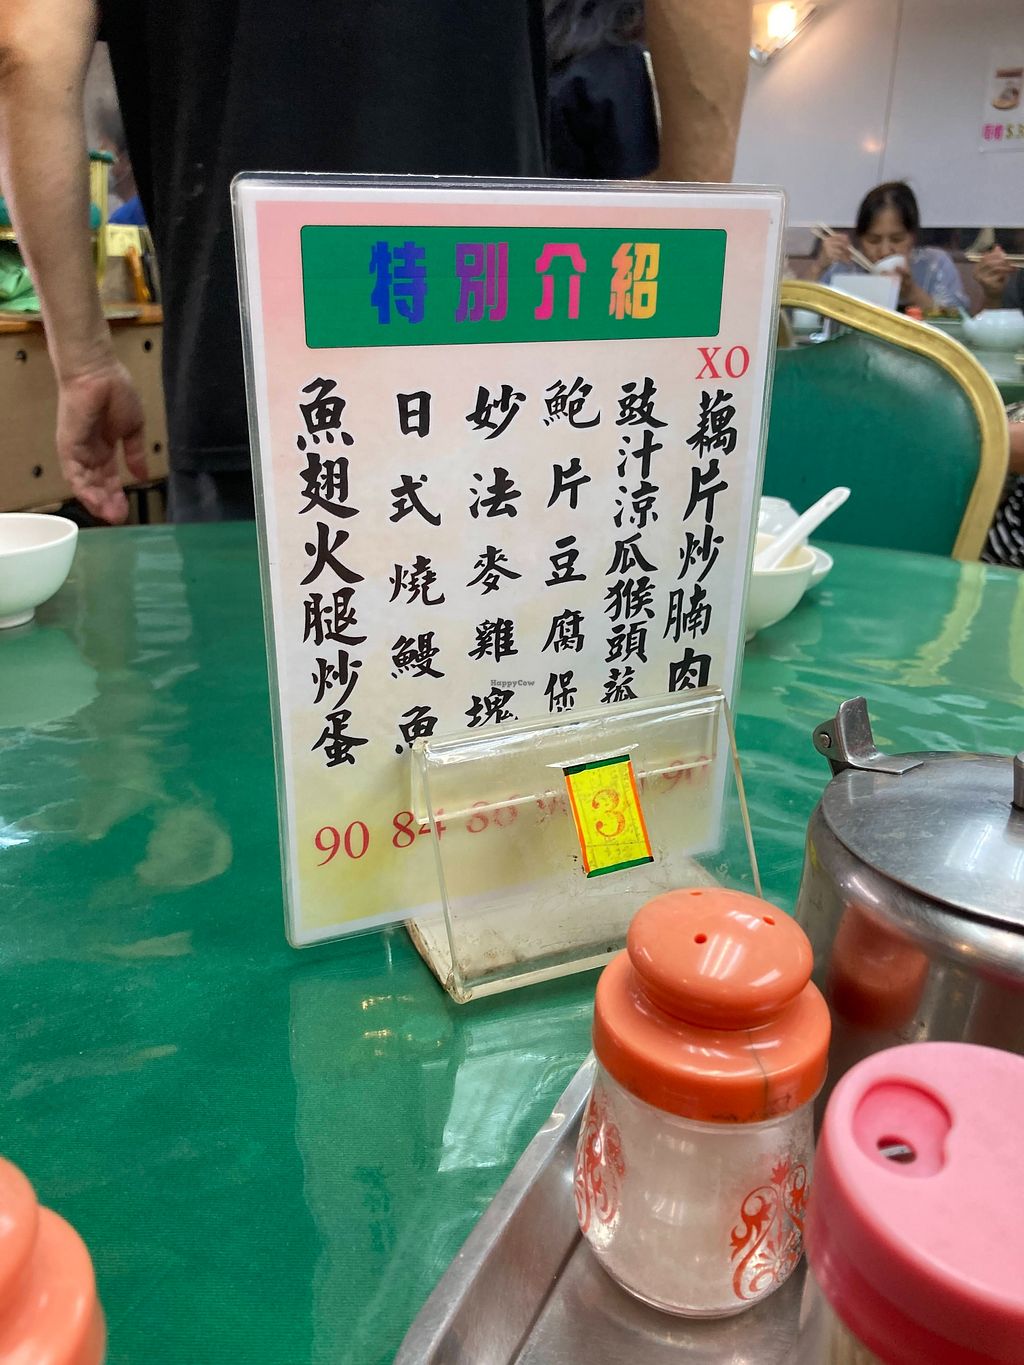 特別介紹
XO
藕片炒腩肉
豉汁涼瓜猴頭菇
鮑片豆腐煲
妙法麥雞塊
日式燒鰻魚
魚翅火腿炒蛋
90 84 86 90
3
HappyCow